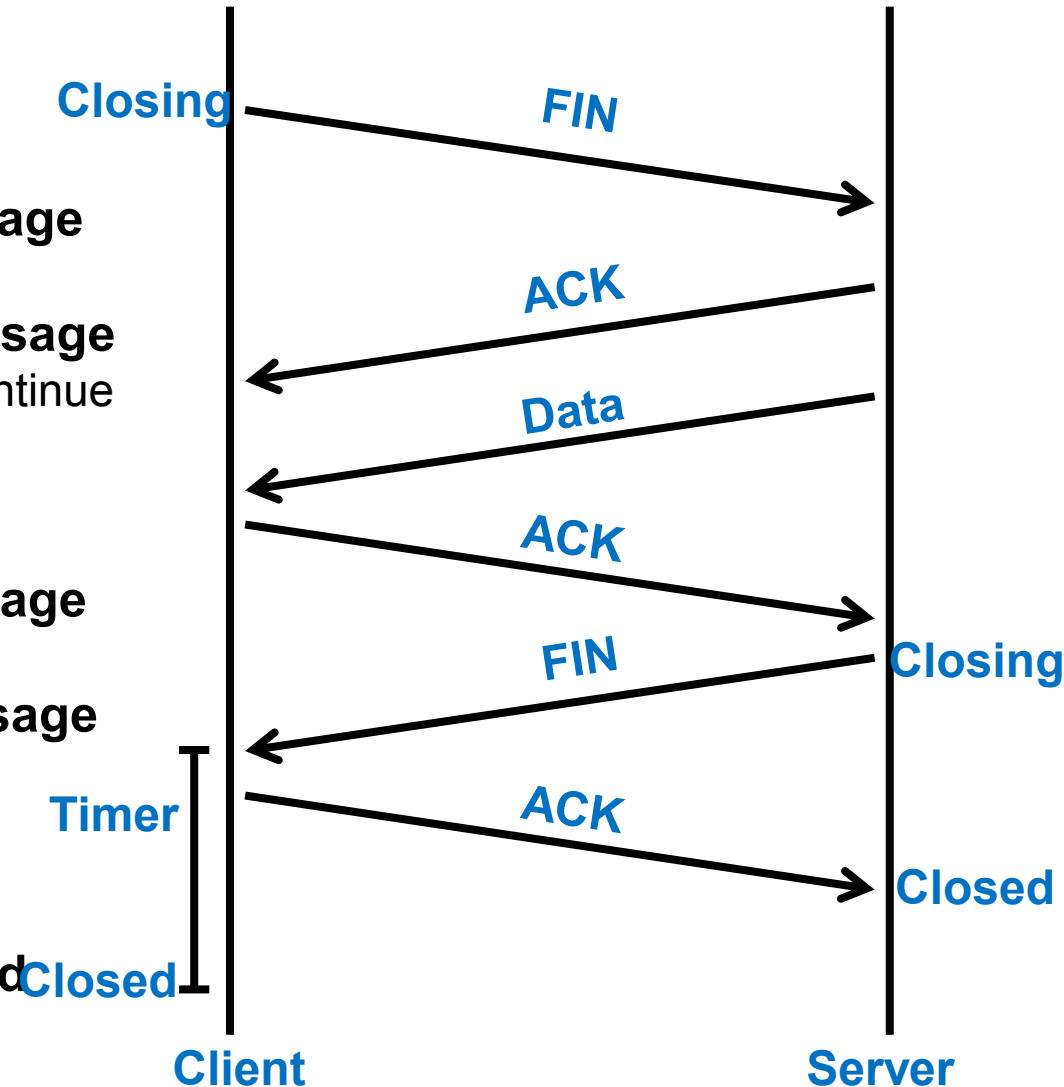 Closing
FIN
age
ACK
sage
ntinue
Data
ACK
age
FIN
Closing
sage
Timer
ACK
Closed
d
Closed
Client
Server